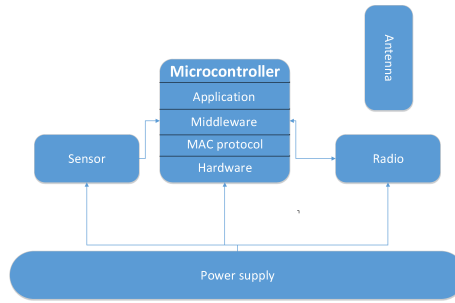 Antenna
Microcontroller
Application
Middleware
MAC protocol
Hardware
Sensor
Radio
Power supply